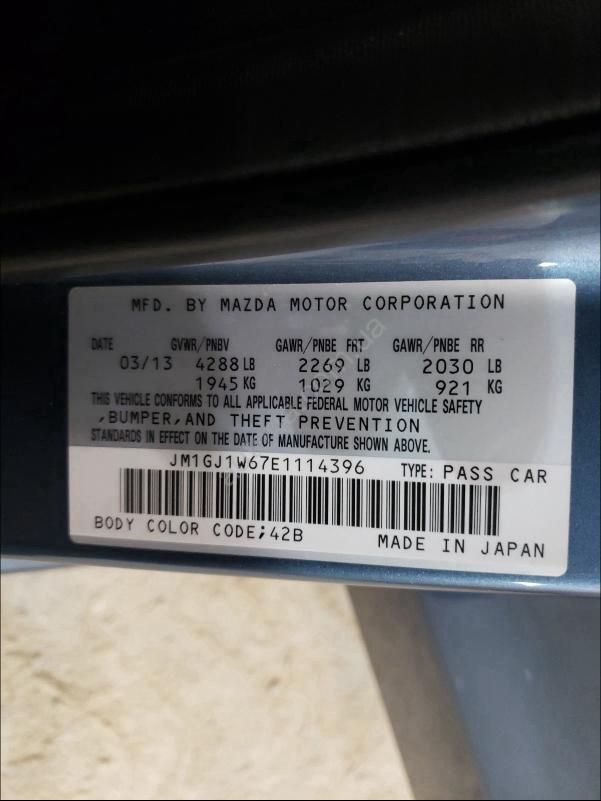 MFD. BY MAZDA MOTOR CORPORATION
DATE GVWR/PNBV GAWR/PNBE FRT GAWR/PNBE RR
03/13 4288 LB 2269 LB 2030 LB
1945 KG 1029 KG 921 KG
THIS VEHICLE CONFORMS TO ALL APPLICABLE FEDERAL MOTOR VEHICLE SAFETY
,BUMPER,AND THEFT PREVENTION
STANDARDS IN EFFECT ON THE DATE OF MANUFACTURE SHOWN ABOVE.
JM1GJ1W67E1114396 TYPE: PASS CAR
BODY COLOR CODE;42B MADE IN JAPAN